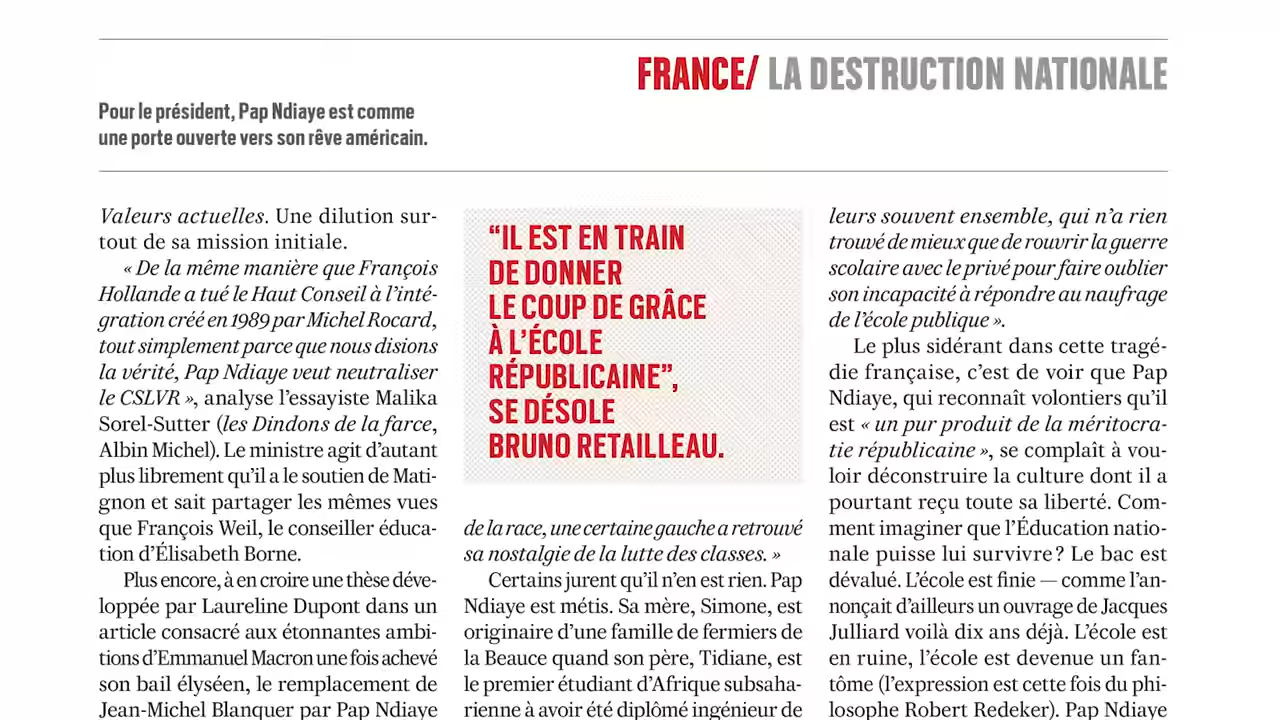 FRANCE/ LA DESTRUCTION NATIONALE
Pour le président, Pap Ndiaye est comme
une porte ouverte vers son rêve américain.
Valeurs actuelles. Une dilution sur-
tout de sa mission initiale.
« De la même manière que François
Hollande a tué le Haut Conseil à l’inté-
gration créé en 1989 par Michel Rocard,
tout simplement parce que nous disions
la vérité, Pap Ndiaye veut neutraliser
le CSLVR », analyse l’essayiste Malika
Sorel-Sutter (les Dindons de la farce,
Albin Michel). Le ministre agit d’autant
plus librement qu’il a le soutien de Mati-
gnon et sait partager les mêmes vues
que François Weil, le conseiller éduca-
tion d’Élisabeth Borne.
Plus encore, à en croire une thèse déve-
loppée par Laureline Dupont dans un
article consacré aux étonnantes ambi-
tions d’Emmanuel Macron une fois achevé
son bail élyséen, le remplacement de
Jean-Michel Blanquer par Pap Ndiaye
“IL EST EN TRAIN
DE DONNER
LE COUP DE GRÂCE
À L’ÉCOLE
RÉPUBLICAINE”,
SE DÉSOLE
BRUNO RETAILLEAU.
de la race, une certaine gauche a retrouvé
sa nostalgie de la lutte des classes. »
Certains jurent qu’il n’en est rien. Pap
Ndiaye est métis. Sa mère, Simone, est
originaire d’une famille de fermiers de
la Beauce quand son père, Tidiane, est
le premier étudiant d’Afrique subsaha-
rienne à avoir été diplômé ingénieur de
leurs souvent ensemble, qui n’a rien
trouvé de mieux que de rouvrir la guerre
scolaire avec le privé pour faire oublier
son incapacité à répondre au naufrage
de l’école publique ».
Le plus sidérant dans cette tragé-
die française, c’est de voir que Pap
Ndiaye, qui reconnaît volontiers qu’il
est « un pur produit de la méritocra-
tie républicaine », se complaît à vou-
loir déconstruire la culture dont il a
pourtant reçu toute sa liberté. Com-
ment imaginer que l’Éducation natio-
nale puisse lui survivre ? Le bac est
dévalué. L’école est finie — comme l’an-
nonçait d’ailleurs un ouvrage de Jacques
Julliard voilà dix ans déjà. L’école est
en ruine, l’école est devenue un fan-
tôme (l’expression est cette fois du phi-
losophe Robert Redeker). Pap Ndiaye